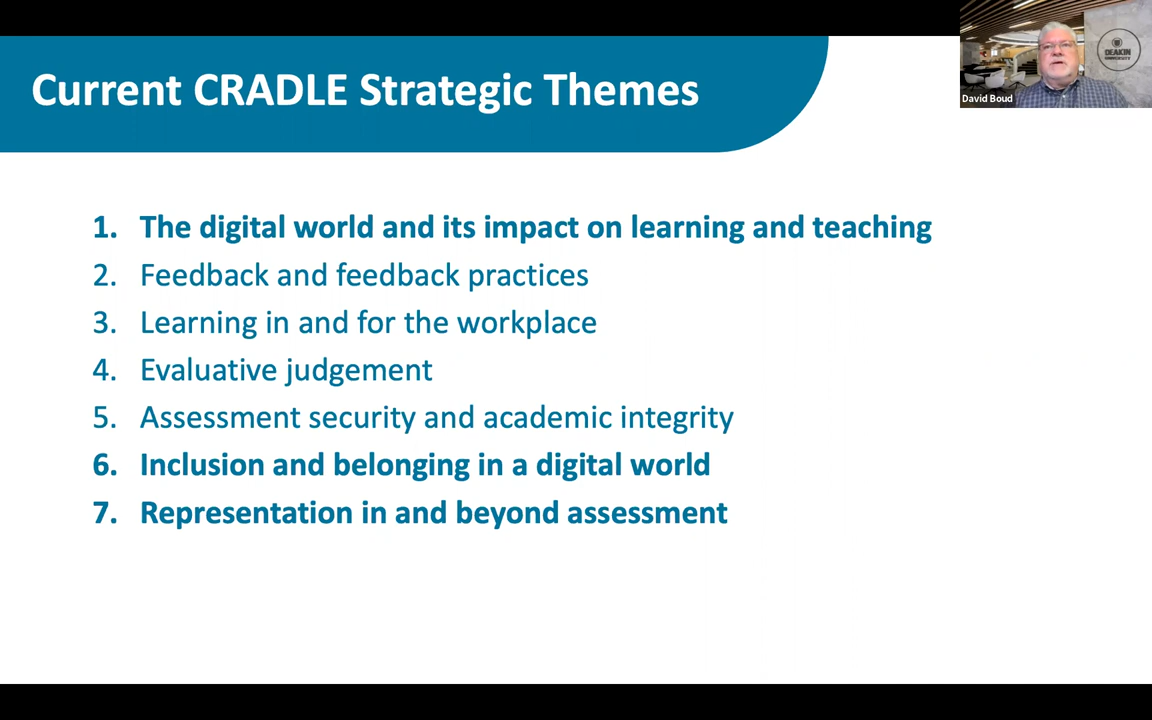 Current CRADLE Strategic Themes
DEAKIN
UNIVERSITY
David Boud
1. The digital world and its impact on learning and teaching
2. Feedback and feedback practices
3. Learning in and for the workplace
4. Evaluative judgement
5. Assessment security and academic integrity
6. Inclusion and belonging in a digital world
7. Representation in and beyond assessment